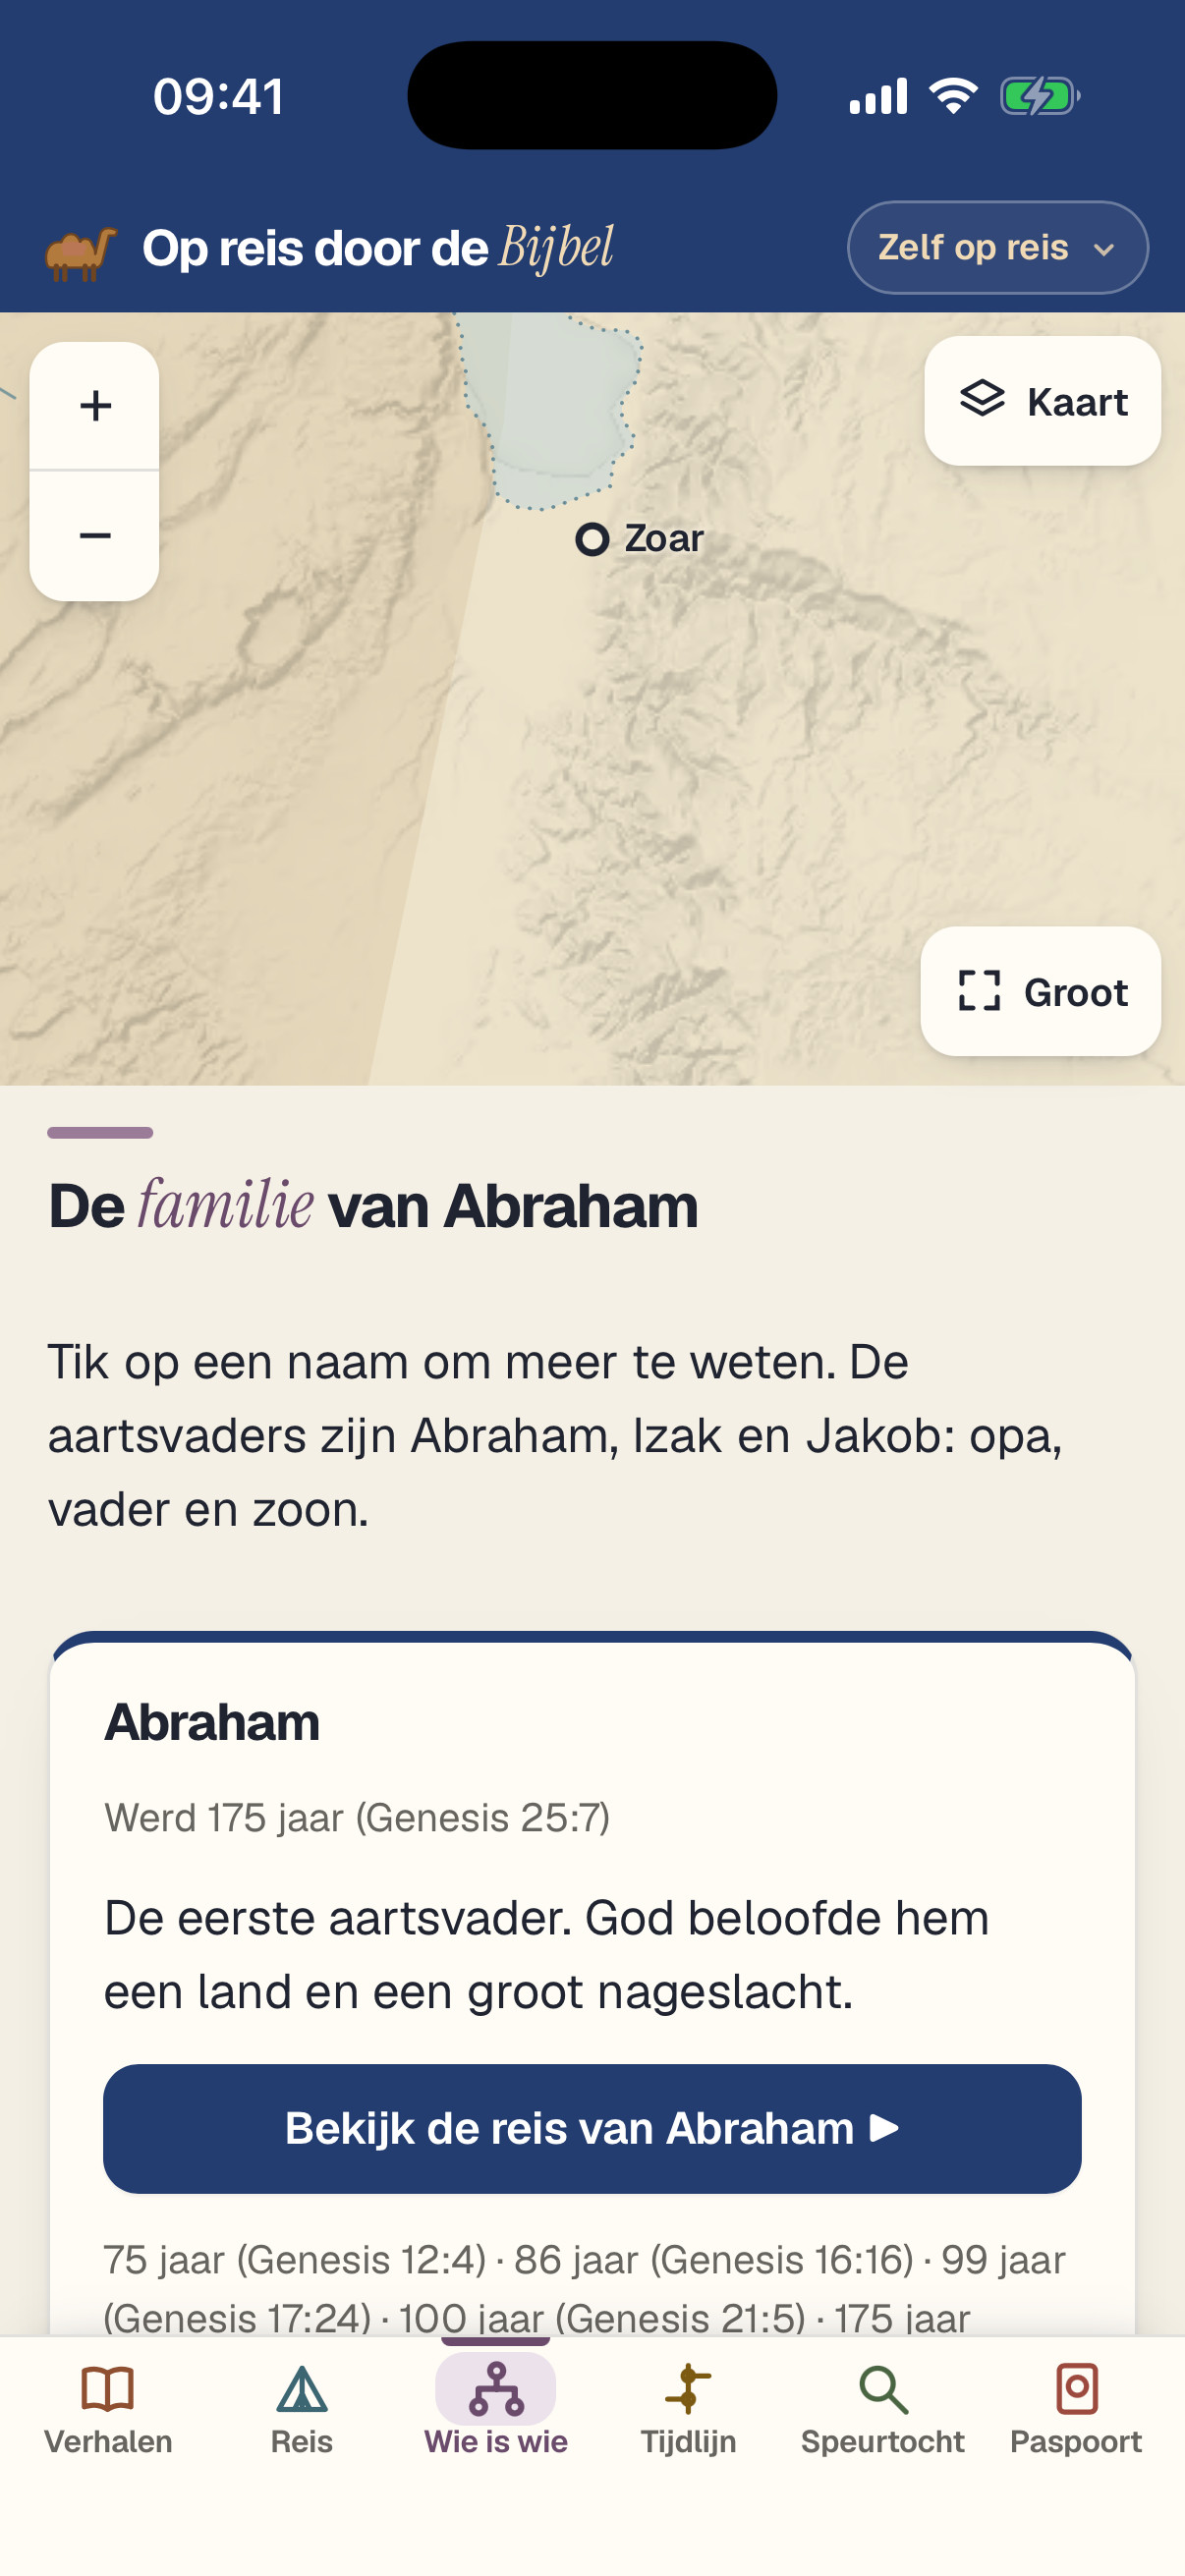 09:41
Op reis door de Bijbel
Zelf op reis
+
Kaart
−
Zoar
Groot
De familie van Abraham
Tik op een naam om meer te weten. De
aartsvaders zijn Abraham, Izak en Jakob: opa,
vader en zoon.
Abraham
Werd 175 jaar (Genesis 25:7)
De eerste aartsvader. God beloofde hem
een land en een groot nageslacht.
Bekijk de reis van Abraham ▶
75 jaar (Genesis 12:4) · 86 jaar (Genesis 16:16) · 99 jaar
(Genesis 17:24) · 100 jaar (Genesis 21:5) · 175 jaar
Verhalen
Reis
Wie is wie
Tijdlijn
Speurtocht
Paspoort